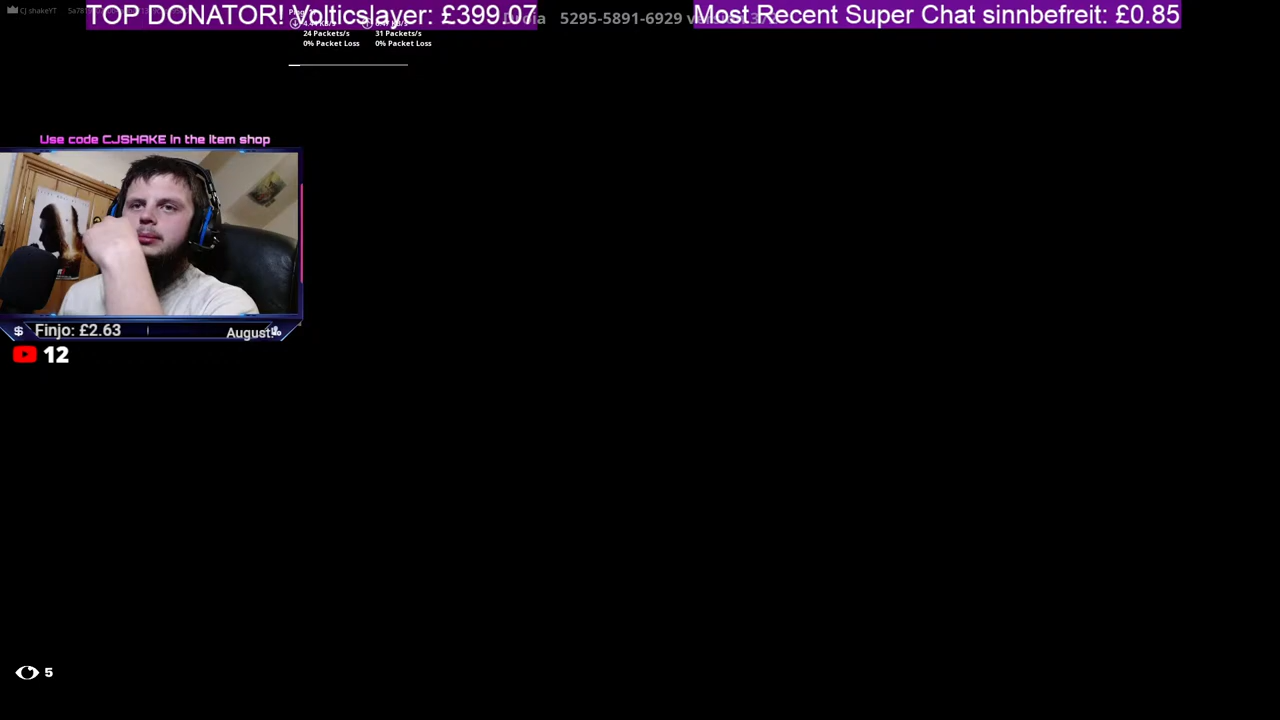 TOP DONATOR! Volticslayer: £399.07
Most Recent Super Chat sinnbefreit: £0.85
CJ shakeYT
5295-5891-6929
24 Packets/s
31 Packets/s
0% Packet Loss
0% Packet Loss
Use code CJSHAKE in the item shop
$ Finjo: £2.63
August!
12
5